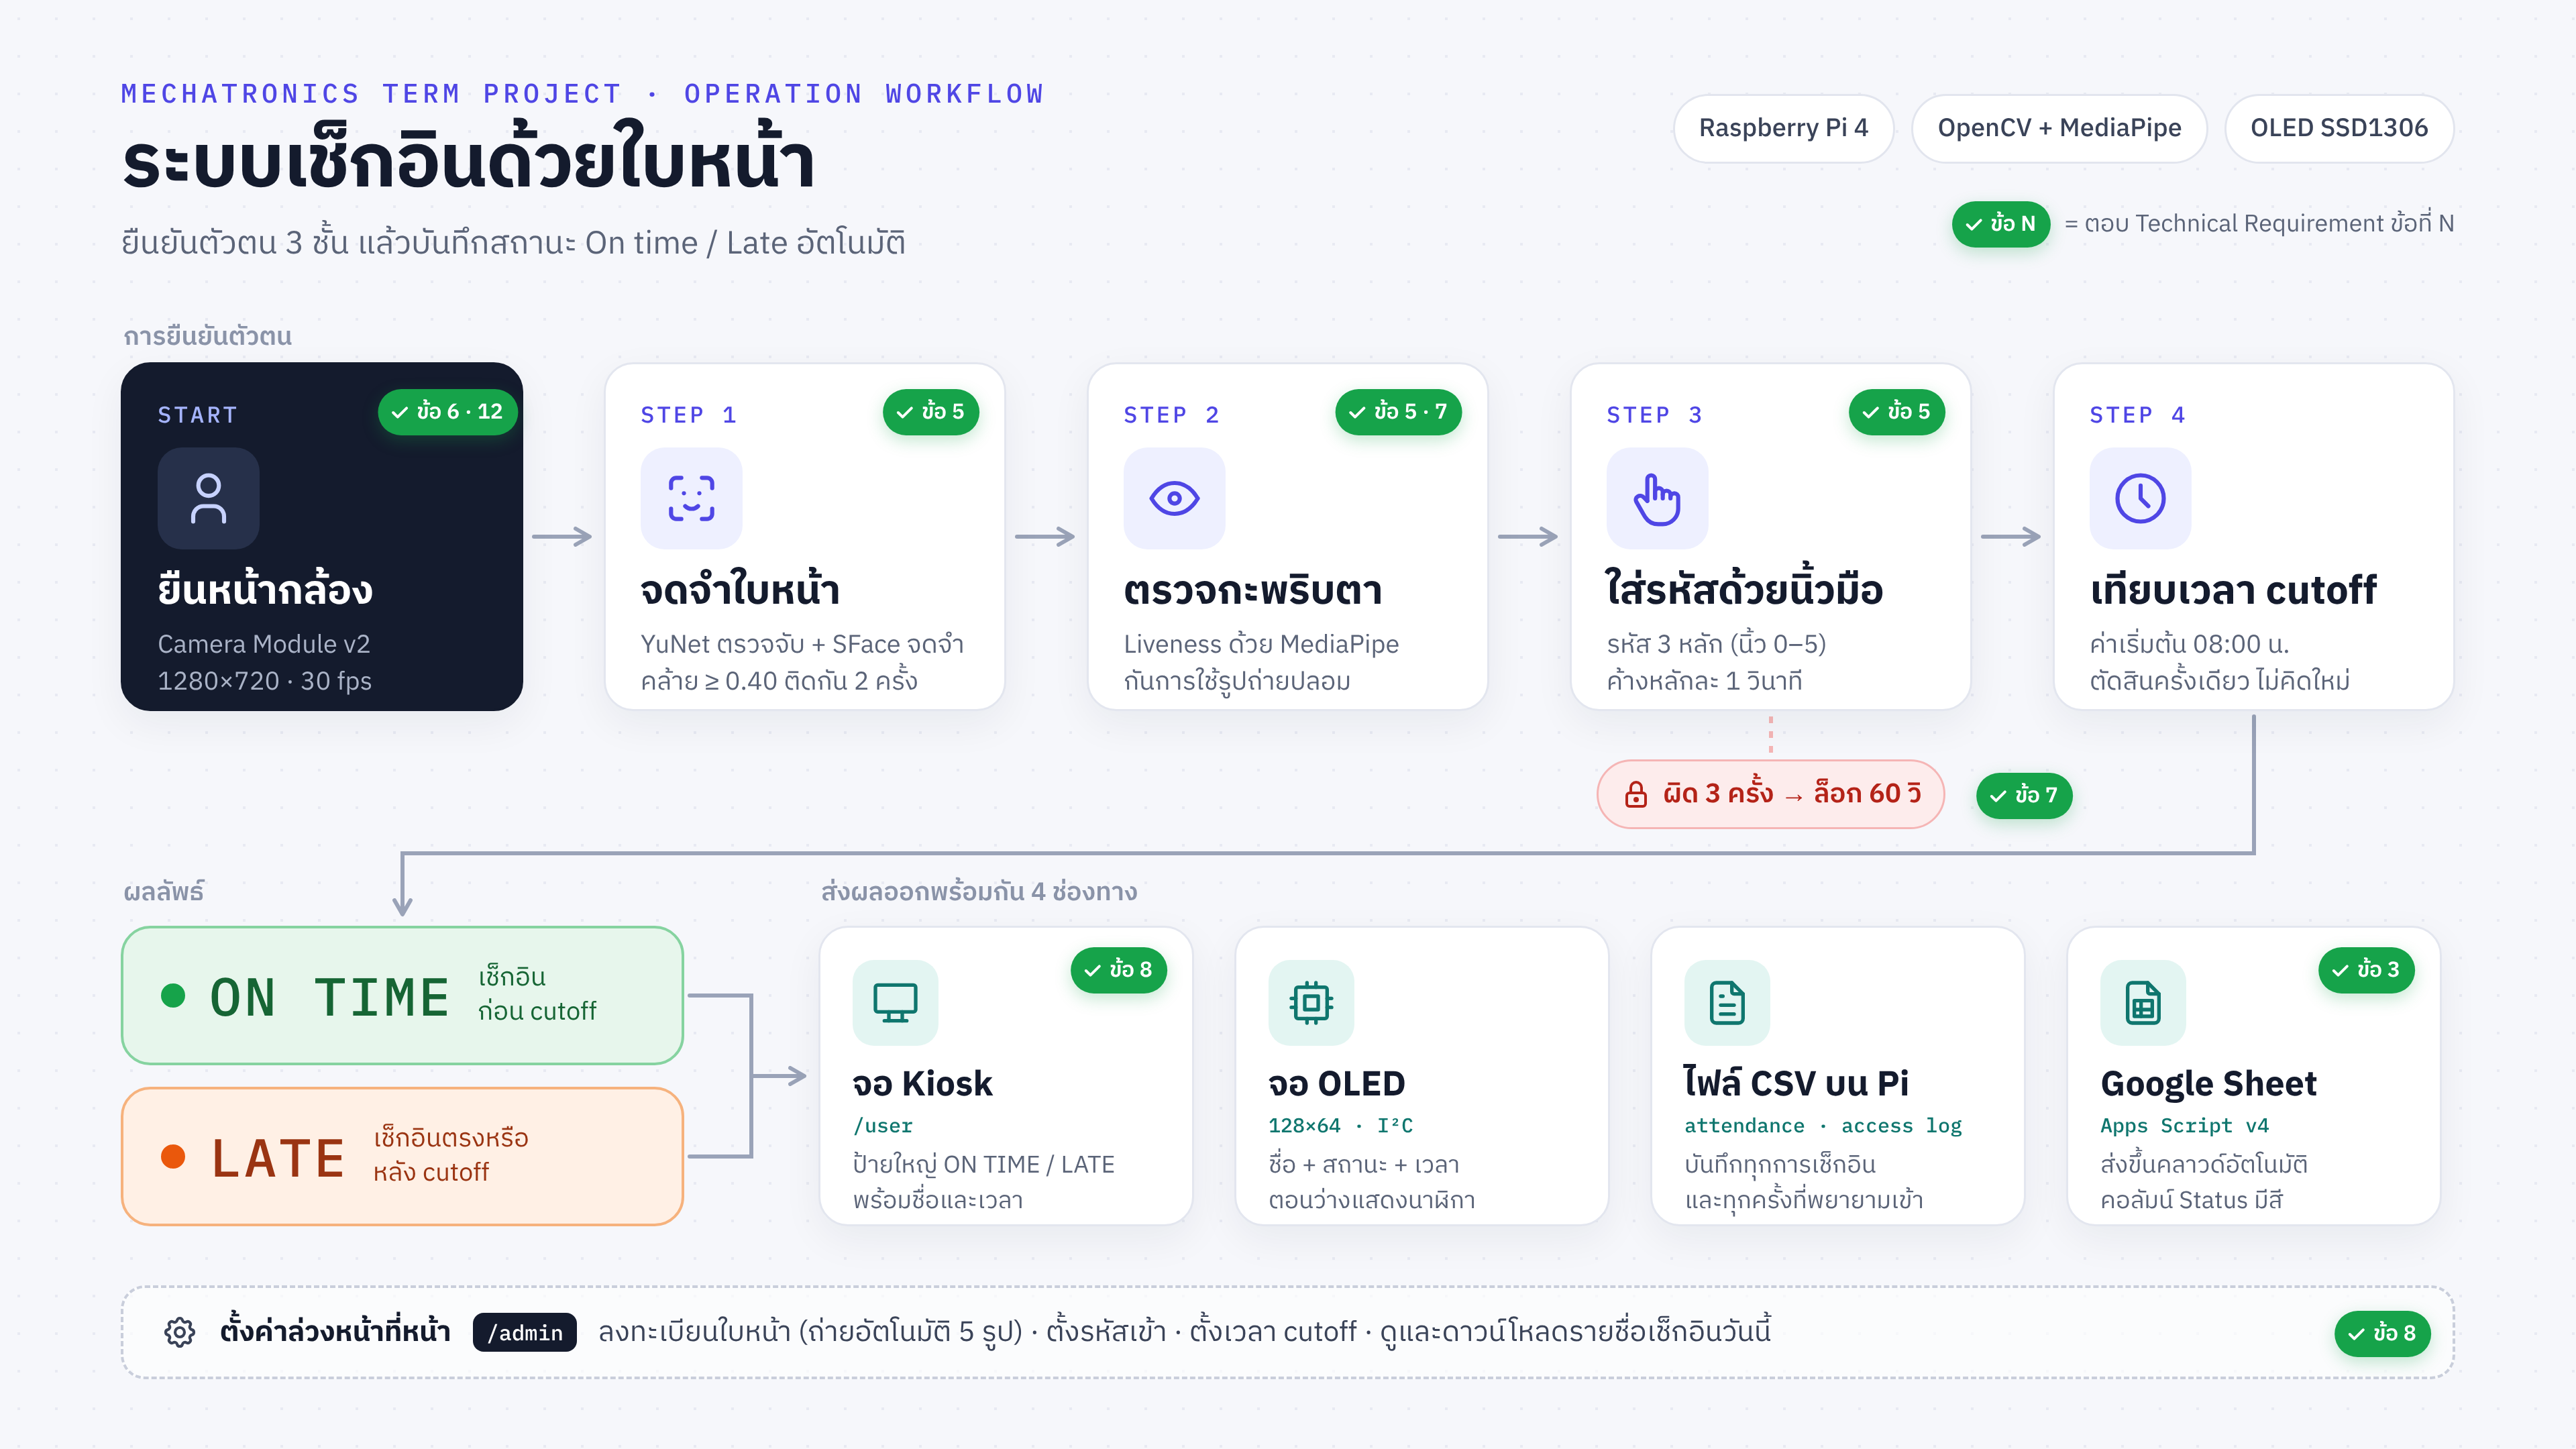 MECHATRONICS TERM PROJECT · OPERATION WORKFLOW
ระบบเช็กอินด้วยใบหน้า
ยืนยันตัวตน 3 ชั้น แล้วบันทึกสถานะ On time / Late อัตโนมัติ
Raspberry Pi 4
OpenCV + MediaPipe
OLED SSD1306
ข้อ N = ตอบ Technical Requirement ข้อที่ N
การยืนยันตัวตน
START
ข้อ 6 · 12
ยืนหน้ากล้อง
Camera Module v2
1280×720 · 30 fps
STEP 1
ข้อ 5
จดจำใบหน้า
YuNet ตรวจจับ + SFace จดจำ
คล้าย ≥ 0.40 ติดกัน 2 ครั้ง
STEP 2
ข้อ 5 · 7
ตรวจกะพริบตา
Liveness ด้วย MediaPipe
กันการใช้รูปถ่ายปลอม
STEP 3
ข้อ 5
ใส่รหัสด้วยนิ้วมือ
รหัส 3 หลัก (นิ้ว 0–5)
ค้างหลักละ 1 วินาที
STEP 4
เทียบเวลา cutoff
ค่าเริ่มต้น 08:00 น.
ตัดสินครั้งเดียว ไม่คิดใหม่
ผิด 3 ครั้ง → ล็อก 60 วิ
ข้อ 7
ผลลัพธ์
ON TIME
เช็กอิน
ก่อน cutoff
LATE
เช็กอินตรงหรือ
หลัง cutoff
ส่งผลออกพร้อมกัน 4 ช่องทาง
ข้อ 8
จอ Kiosk
/user
ป้ายใหญ่ ON TIME / LATE
พร้อมชื่อและเวลา
จอ OLED
128×64 · I²C
ชื่อ + สถานะ + เวลา
ตอนว่างแสดงนาฬิกา
ไฟล์ CSV บน Pi
attendance · access log
บันทึกทุกการเช็กอิน
และทุกครั้งที่พยายามเข้า
ข้อ 3
Google Sheet
Apps Script v4
ส่งขึ้นคลาวด์อัตโนมัติ
คอลัมน์ Status มีสี
ตั้งค่าล่วงหน้าที่หน้า /admin ลงทะเบียนใบหน้า (ถ่ายอัตโนมัติ 5 รูป) · ตั้งรหัสเข้า · ตั้งเวลา cutoff · ดูและดาวน์โหลดรายชื่อเช็กอินวันนี้
ข้อ 8